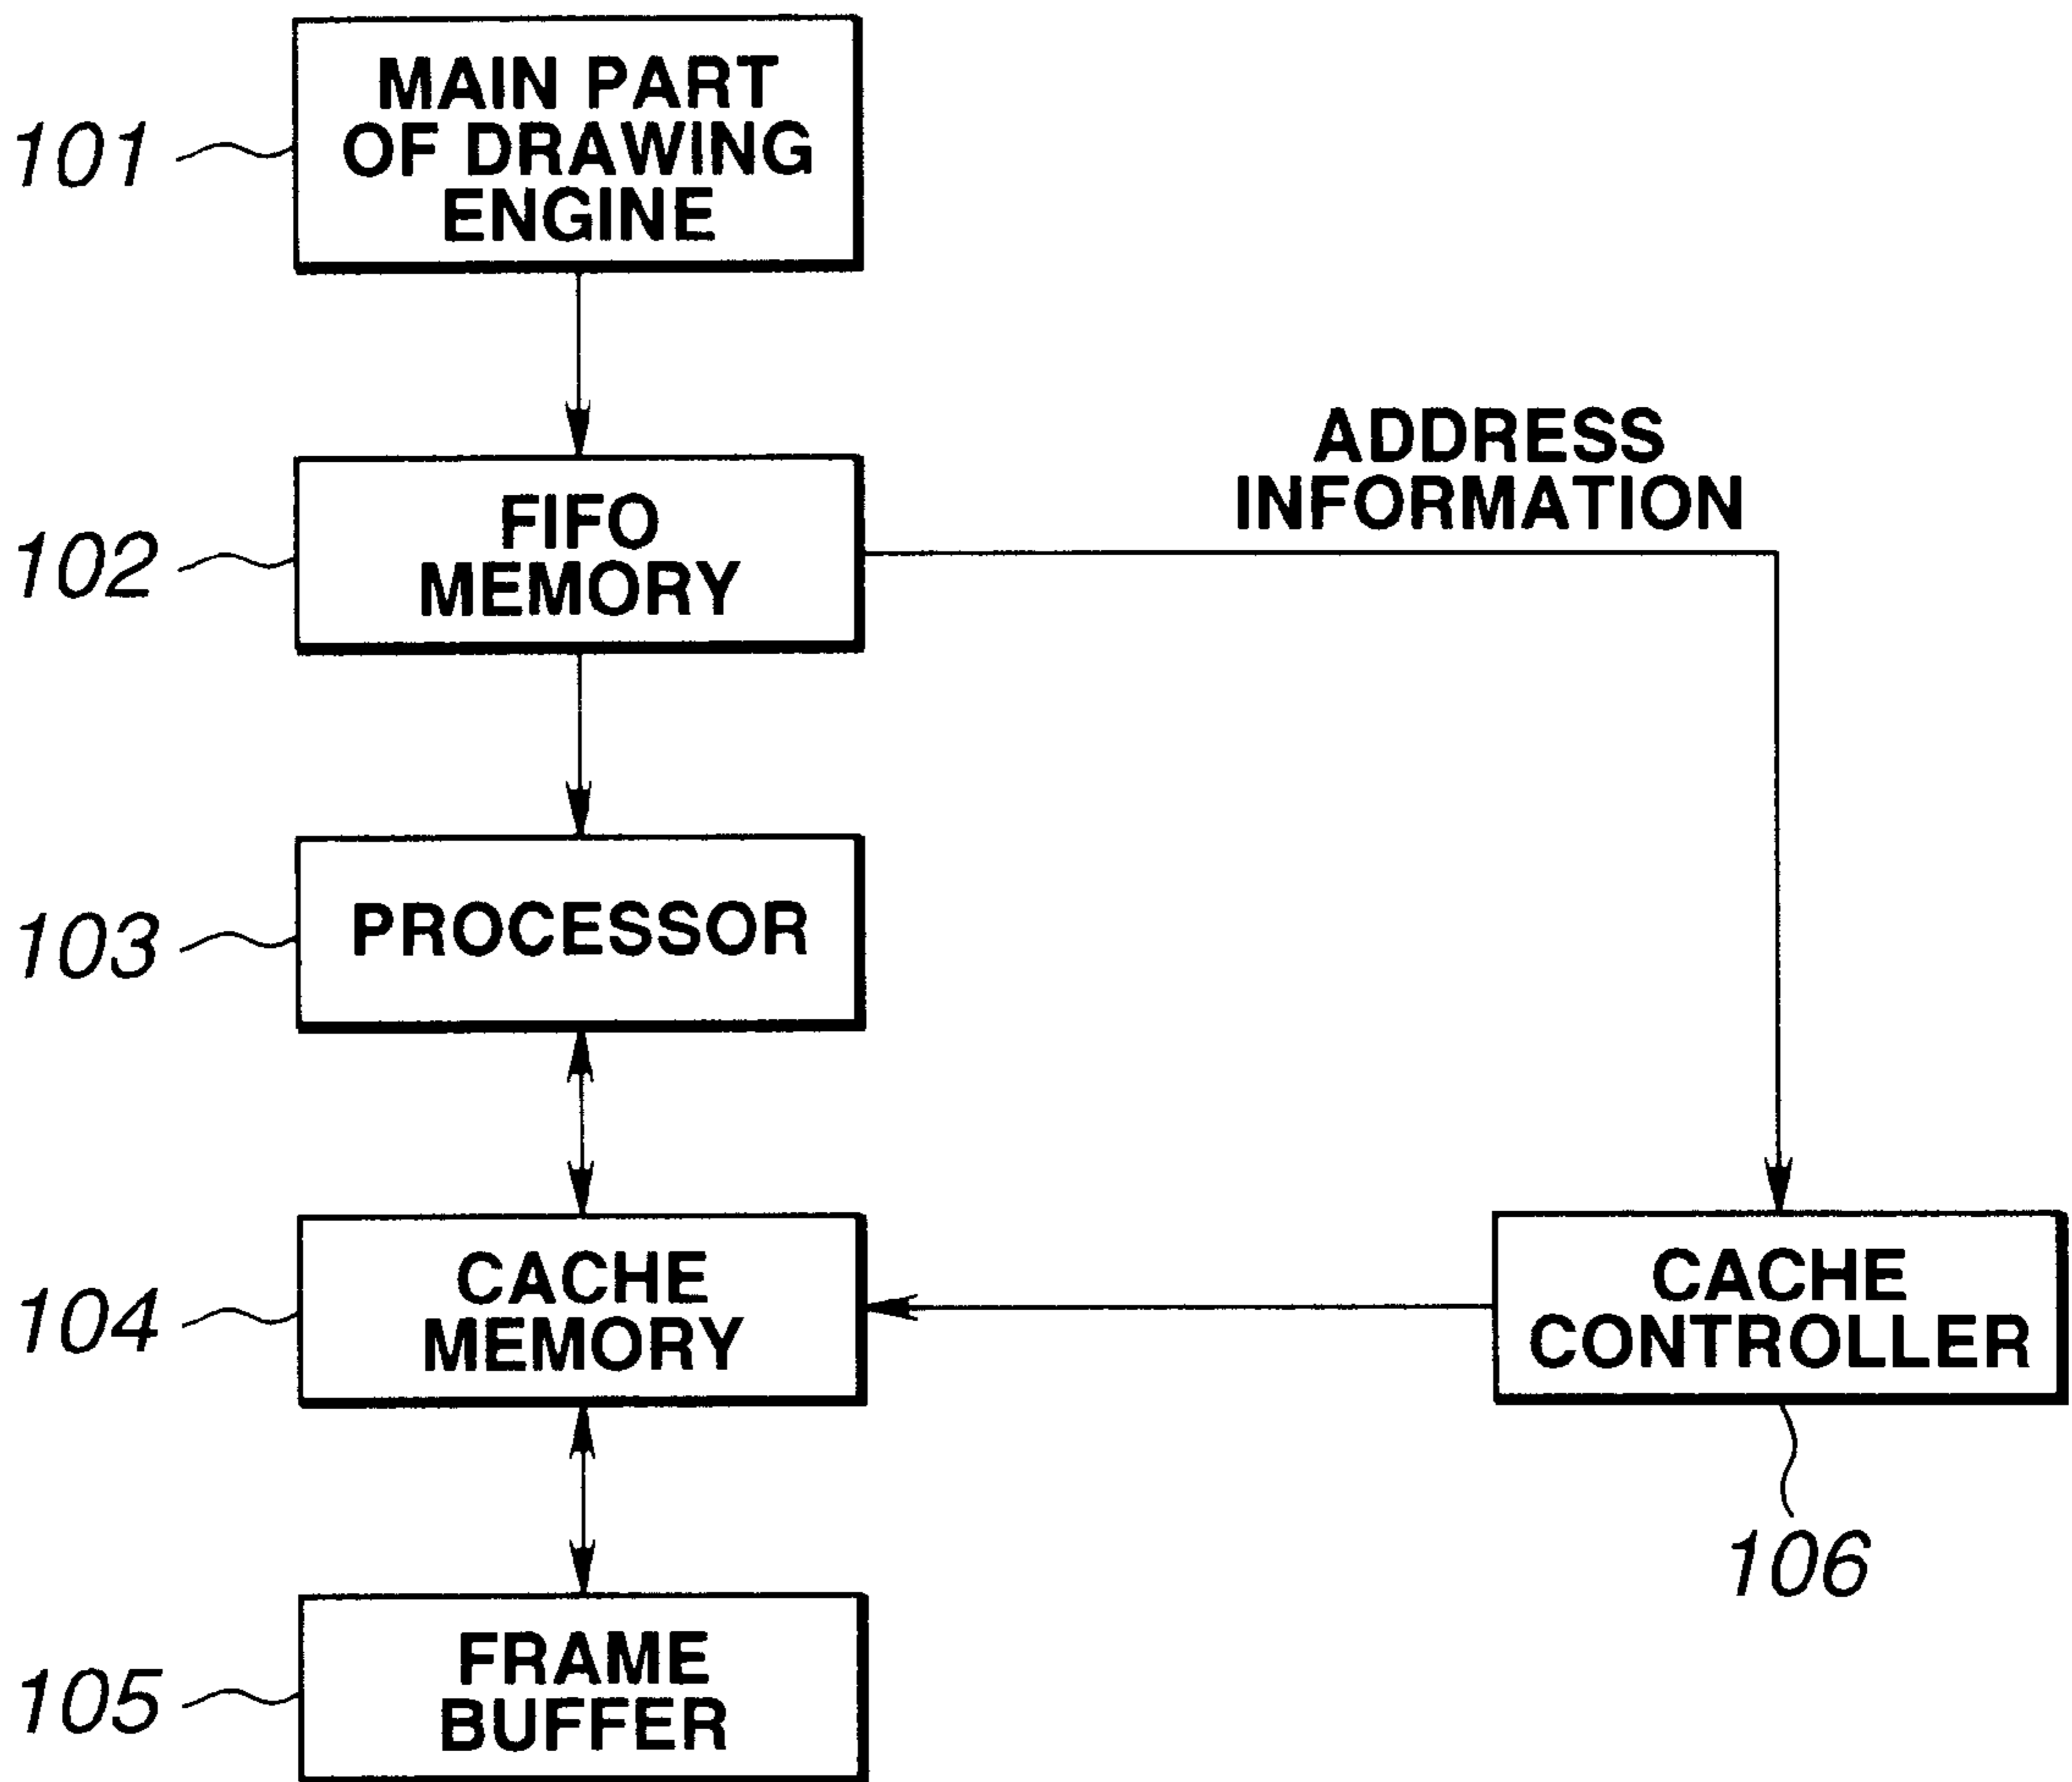 MAIN PART
OF DRAWING
ENGINE
101
ADDRESS
INFORMATION
FIFO
MEMORY
102
PROCESSOR
103
CACHE
MEMORY
104
CACHE
CONTROLLER
106
FRAME
BUFFER
105